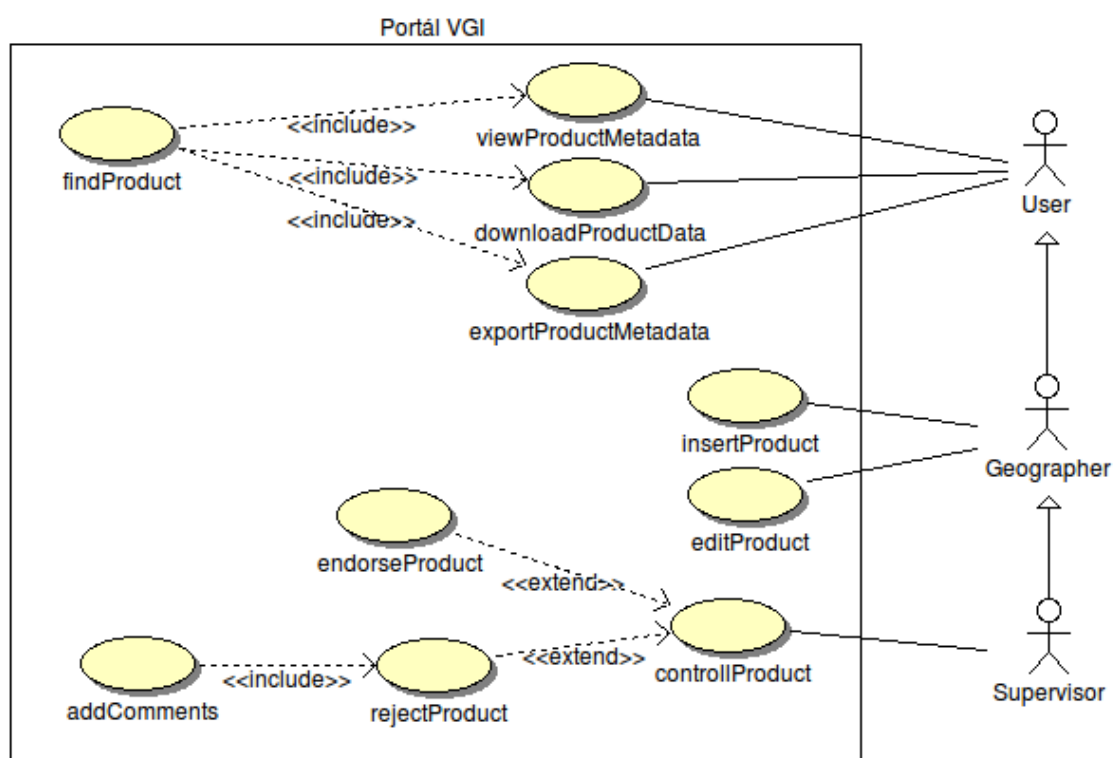 Portál VGI
<<include>>
viewProductMetadata
findProduct
<<include>>
User
<<include>>
downloadProductData
exportProductMetadata
insertProduct
Geographer
editProduct
endorseProduct
<<extend>>
<<extend>>
controllProduct
<<include>>
addComments
rejectProduct
Supervisor